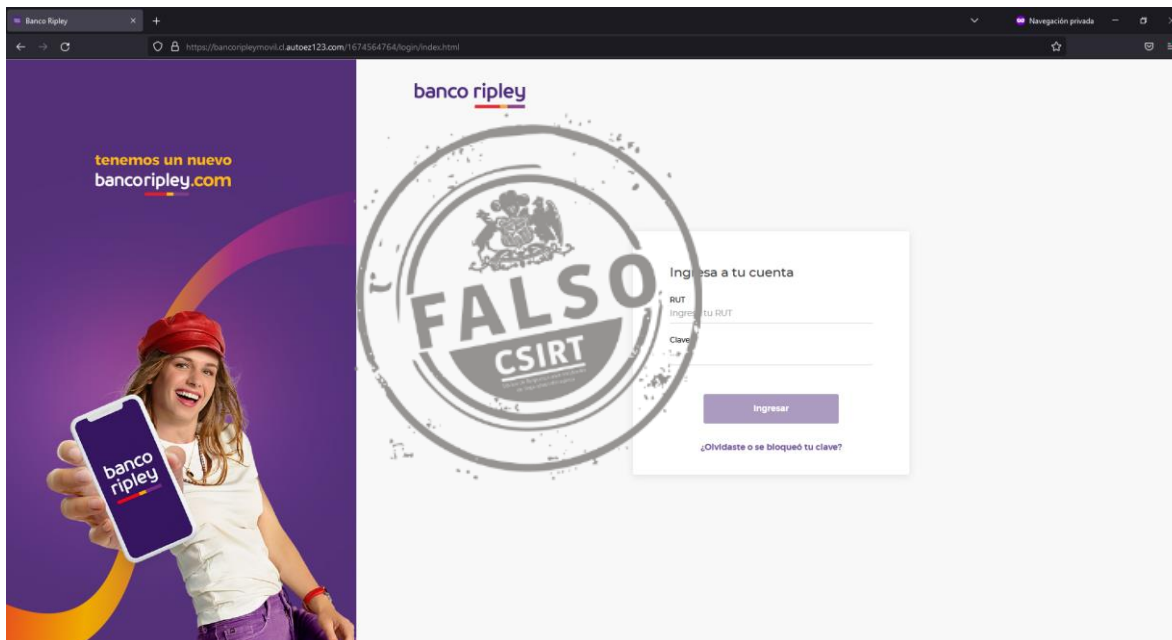 Banco Ripley
Navegación privada
https://bancoripleymovil.cl.autoez123.com/1674564764/login/index.html
tenemos un nuevo
bancoripley.com
banco ripley
FALSO
CSIRT
Ingresa a tu cuenta
RUT
Ingresa tu RUT
Clave
Ingresar
¿Olvidaste o se bloqueó tu clave?
banco
ripley